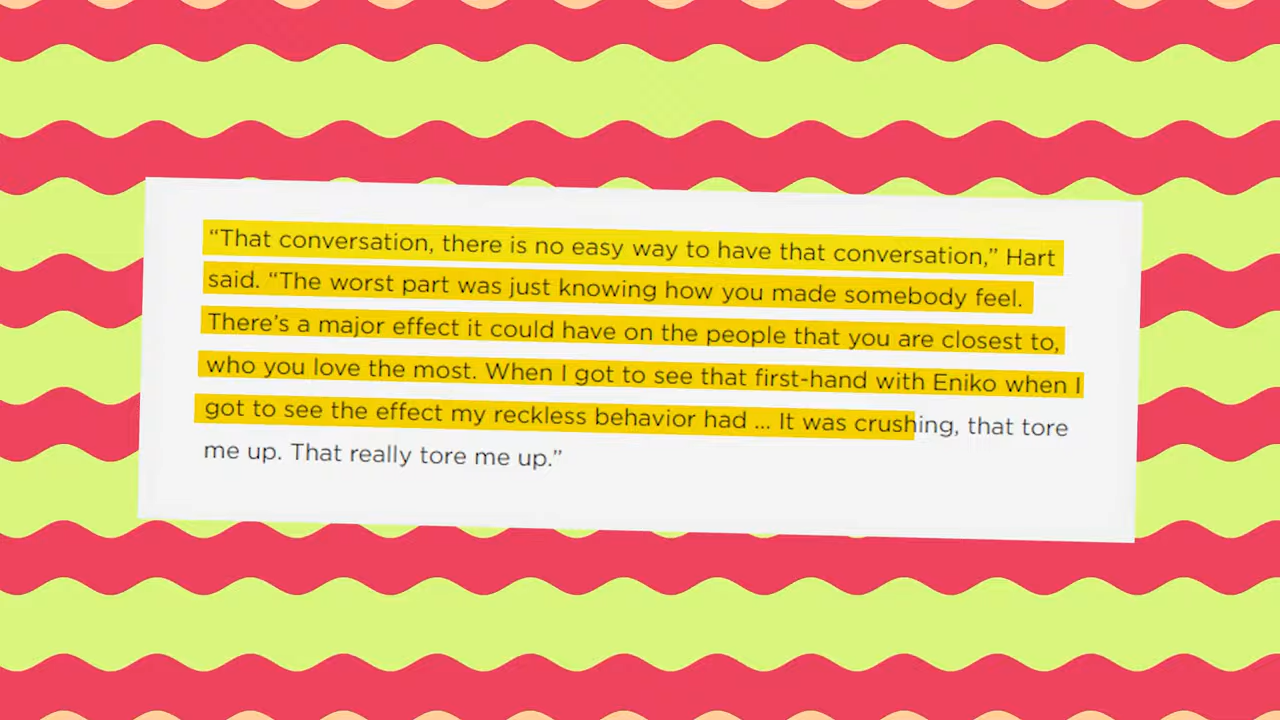 “That conversation, there is no easy way to have that conversation,” Hart
said. “The worst part was just knowing how you made somebody feel.
There’s a major effect it could have on the people that you are closest to,
who you love the most. When I got to see that first-hand with Eniko when I
got to see the effect my reckless behavior had ... It was crushing, that tore
me up. That really tore me up.”